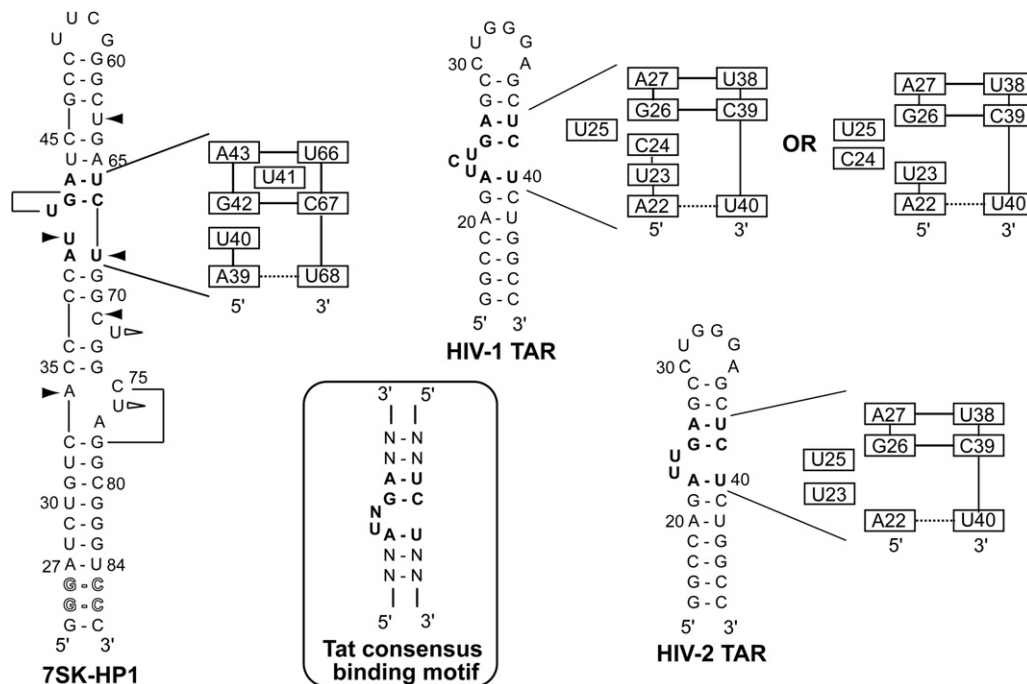 U C
U G
U
C - G 60
C - G
G - C
U
45 C - G
U - A 65
A - U
G - C
U
U
A U
C - G
C - G 70
C
U
C - G
35 C - G
A C 75
U
A
C - G
U - G
G - C 80
30 U - G
C - G
U - G
27 A - U 84
G - C
G - C
G - C
5' 3'
7SK-HP1
A43 U66
U41
G42 C67
U40
A39 U68
5' 3'
G G
U G
30 C A
C - G
G - C
A - U
G - C
U
C
U
A - U 40
G - C
20 A - U
C - G
C - G
G - C
G - C
5' 3'
HIV-1 TAR
A27 U38
G26 C39
U25
C24
U23
A22 U40
5' 3'
OR
A27 U38
G26 C39
U25
C24
U23
A22 U40
5' 3'
3' 5'
N - N
N - N
A - U
G - C
N
U
A - U
N - N
N - N
5' 3'
Tat consensus
binding motif
G G
U G
30 C A
C - G
G - C
A - U
G - C
U
U
A - U 40
G - C
20 A - U
C - G
C - G
G - C
G - C
5' 3'
HIV-2 TAR
A27 U38
G26 C39
U25
U23
A22 U40
5' 3'